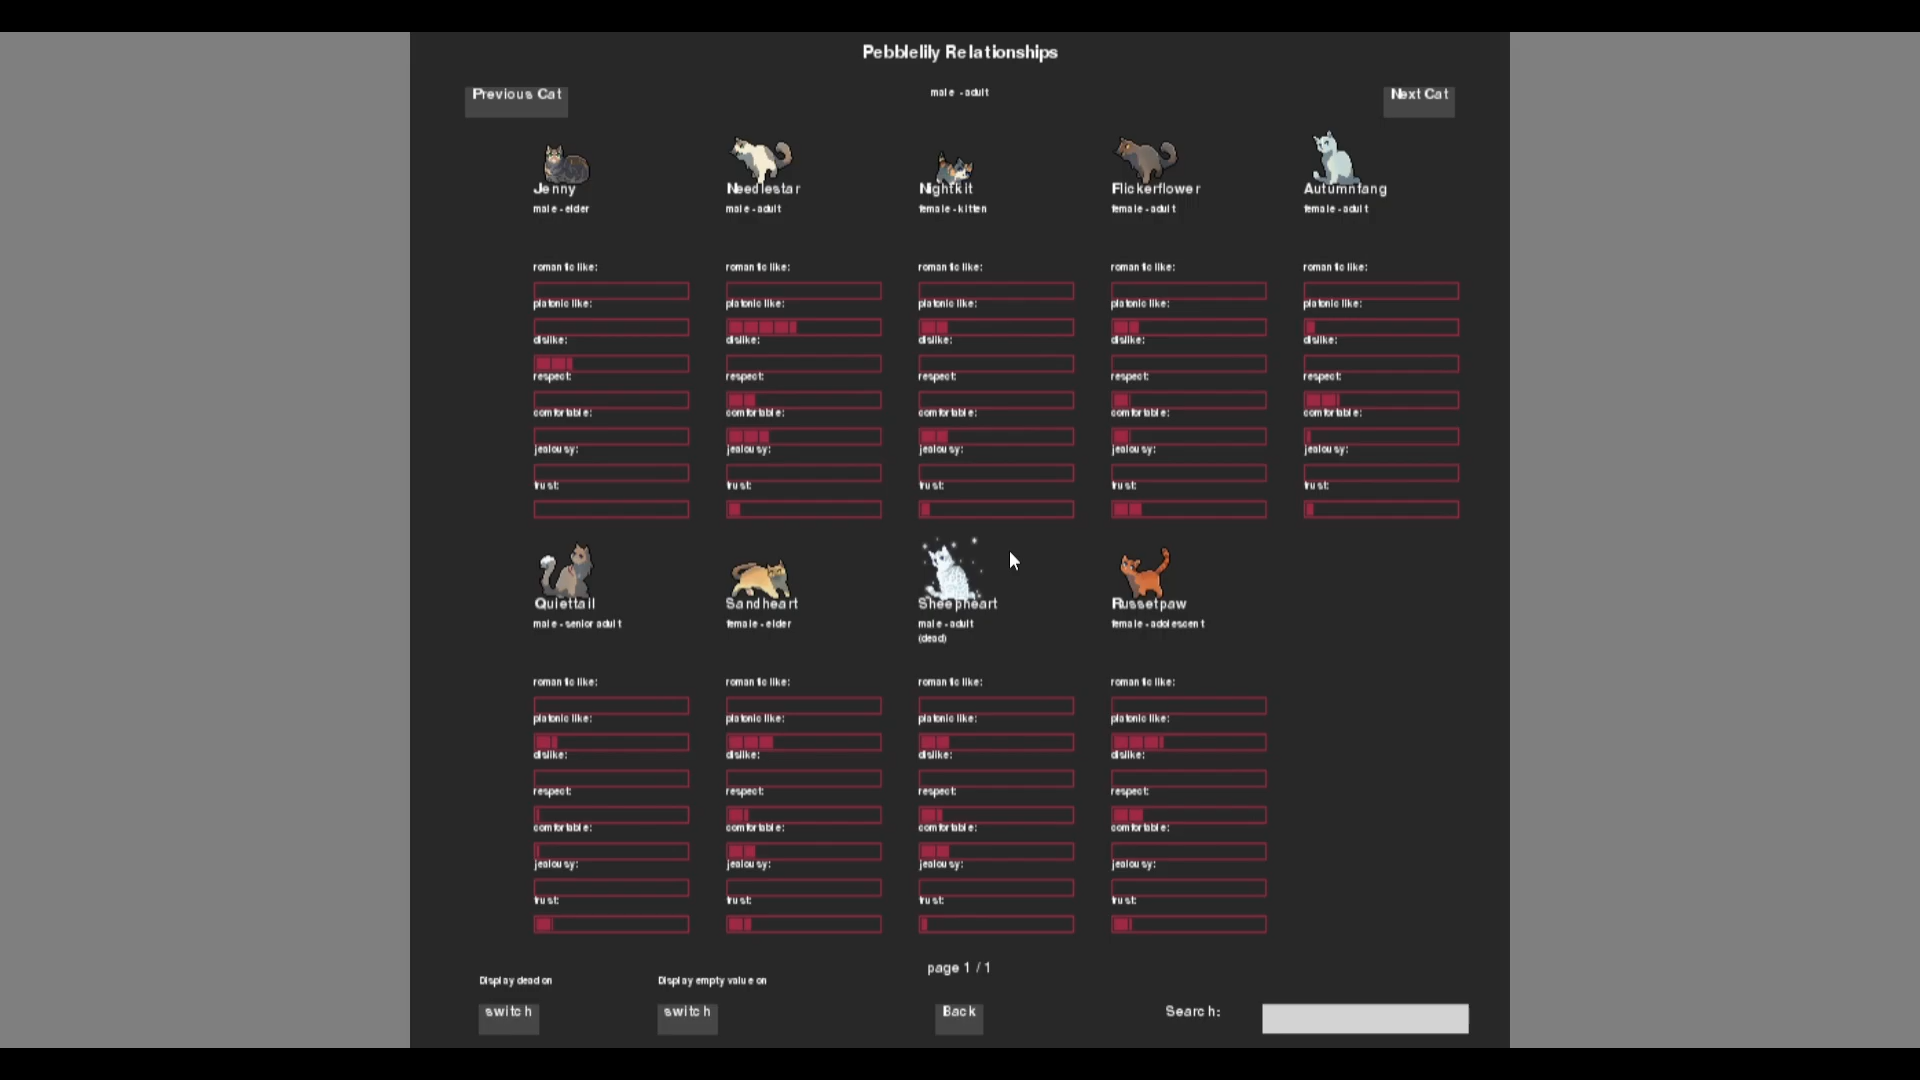 Pebblelily Relationships
Previous Cat
male - adult
Next Cat
Jenny Needlestar Nightkit Flickerflower Autumnfang
male - elder male - adult female - kitten female - adult female - adult
romantic like: romantic like: romantic like: romantic like: romantic like:
platonic like: platonic like: platonic like: platonic like: platonic like:
dislike: dislike: dislike: dislike: dislike:
respect: respect: respect: respect: respect:
comfortable: comfortable: comfortable: comfortable: comfortable:
jealousy: jealousy: jealousy: jealousy: jealousy:
trust: trust: trust: trust: trust:
Quiettail Sandheart Sheepheart Russetpaw
male - senior adult female - elder male - adult female - adolescent
(dead)
romantic like: romantic like: romantic like: romantic like:
platonic like: platonic like: platonic like: platonic like:
dislike: dislike: dislike: dislike:
respect: respect: respect: respect:
comfortable: comfortable: comfortable: comfortable:
jealousy: jealousy: jealousy: jealousy:
trust: trust: trust: trust:
page 1 / 1
Display dead on Display empty value on
switch switch Back Search: